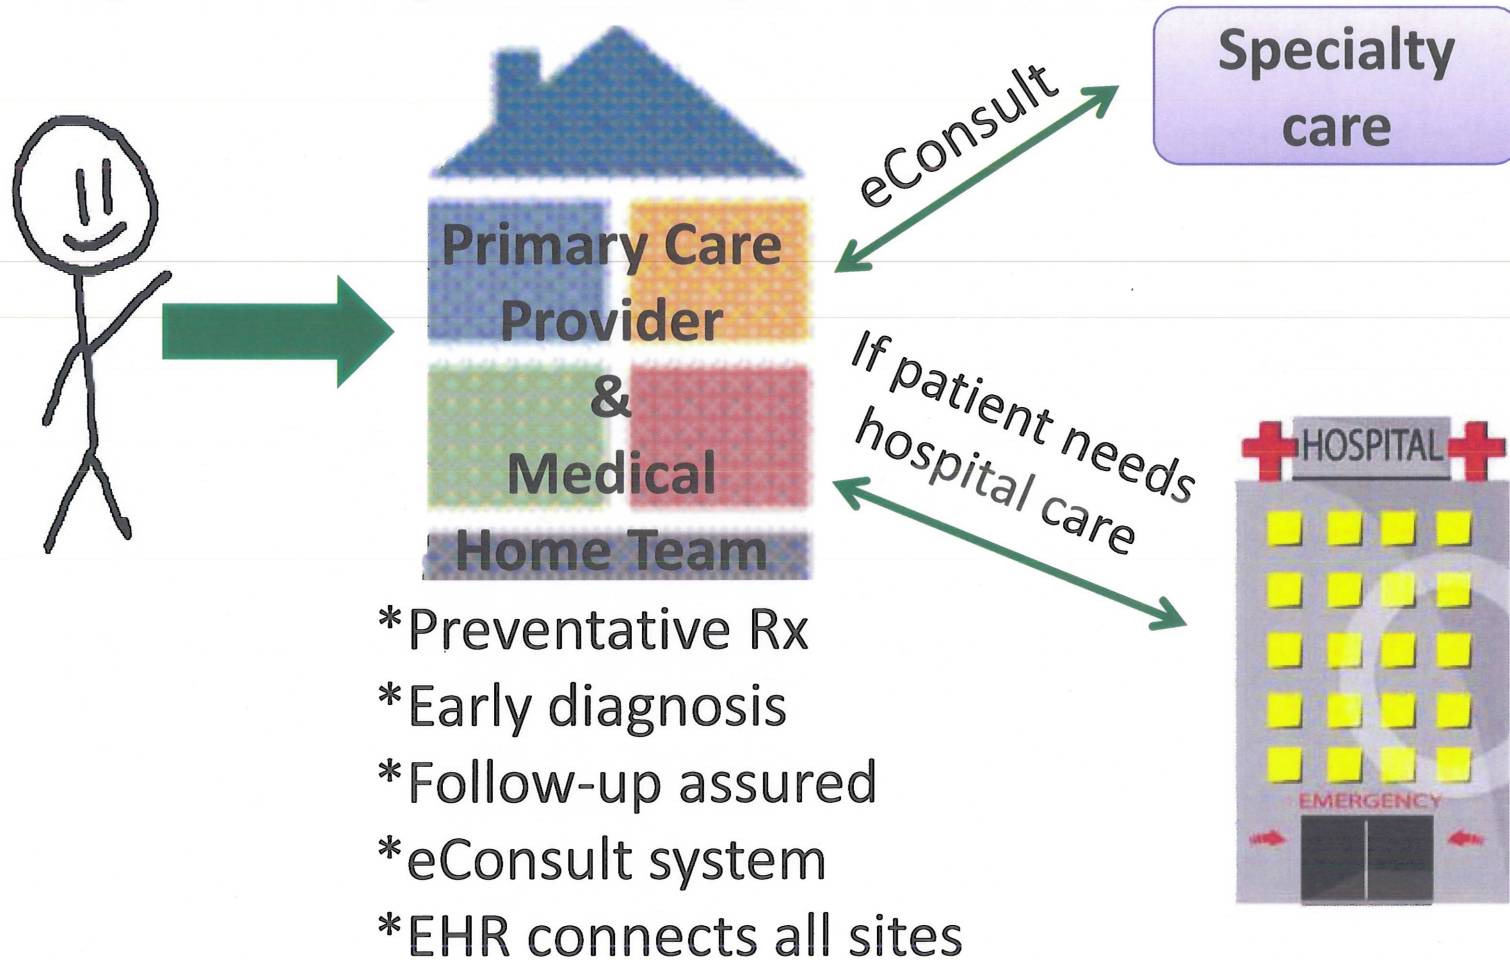 Specialty
care
eConsult
Primary Care
Provider
&
Medical
Home Team
If patient needs
hospital care
HOSPITAL
EMERGENCY
*Preventative Rx
*Early diagnosis
*Follow-up assured
*eConsult system
*EHR connects all sites